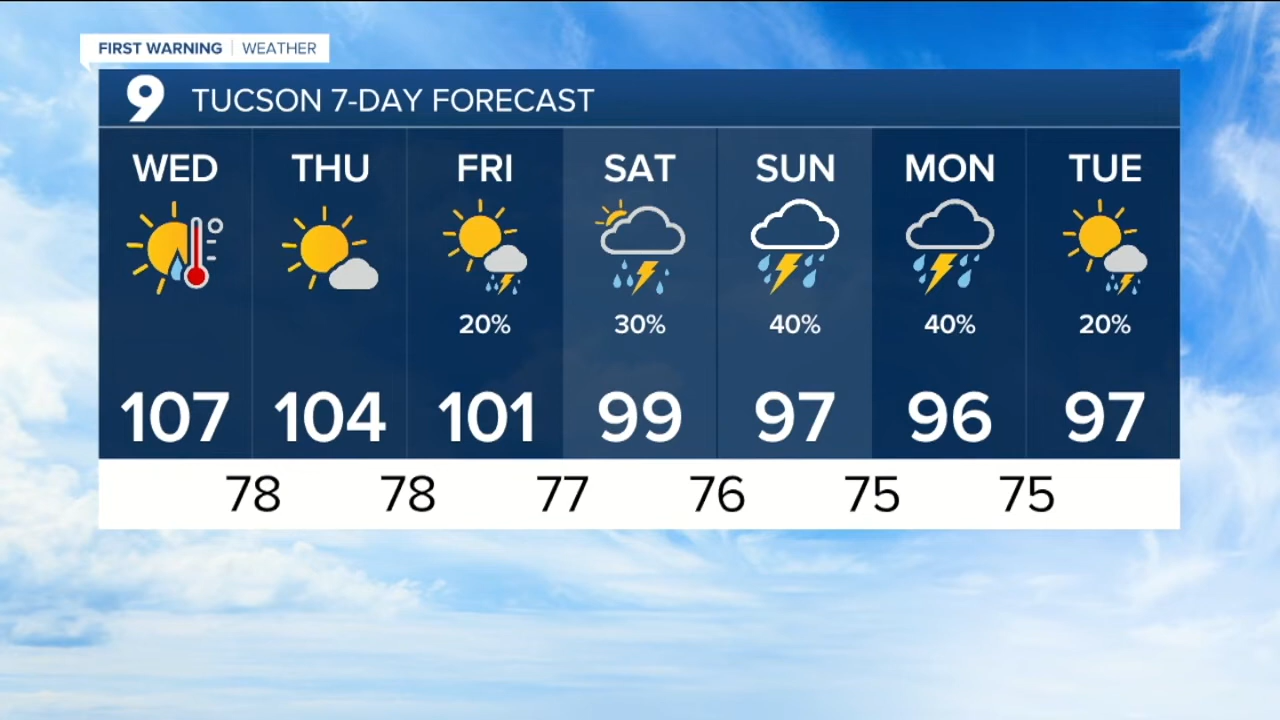 FIRST WARNING | WEATHER
9 TUCSON 7-DAY FORECAST
WED THU FRI SAT SUN MON TUE
20% 30% 40% 40% 20%
107 104 101 99 97 96 97
78 78 77 76 75 75